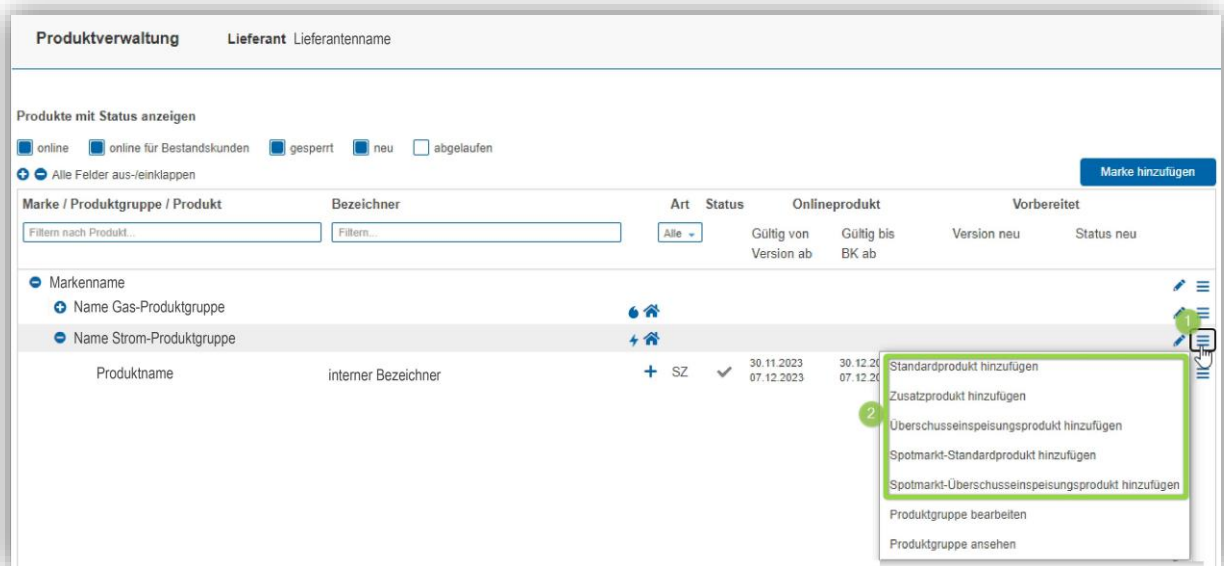 Produktverwaltung Lieferant Lieferantenname
Produkte mit Status anzeigen
online online für Bestandskunden gesperrt neu abgelaufen
Alle Felder aus-/einklappen
Marke hinzufügen
Marke / Produktgruppe / Produkt Bezeichner Art Status Onlineprodukt Vorbereitet
Filtern nach Produkt... Filtern... Alle Gültig von Gültig bis Version neu Status neu
Version ab BK ab
Markenname
Name Gas-Produktgruppe
1
Name Strom-Produktgruppe
Produktname interner Bezeichner SZ 30.11.2023
07.12.2023
Standardprodukt hinzufügen
Zusatzprodukt hinzufügen
2
Überschusseinspeisungsprodukt hinzufügen
Spotmarkt-Standardprodukt hinzufügen
Spotmarkt-Überschusseinspeisungsprodukt hinzufügen
Produktgruppe bearbeiten
Produktgruppe ansehen